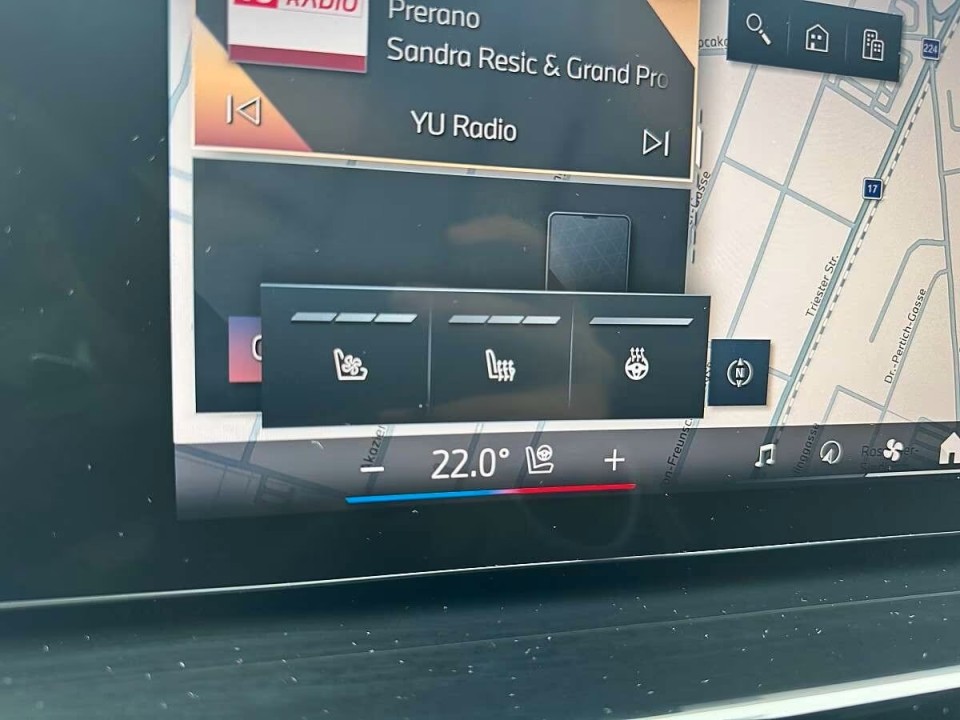 RADIO
Prerano
Sandra Resic & Grand Pro
YU Radio
224
17
Triester Str.
Dr.-Pertich-Gasse
N
22.0°